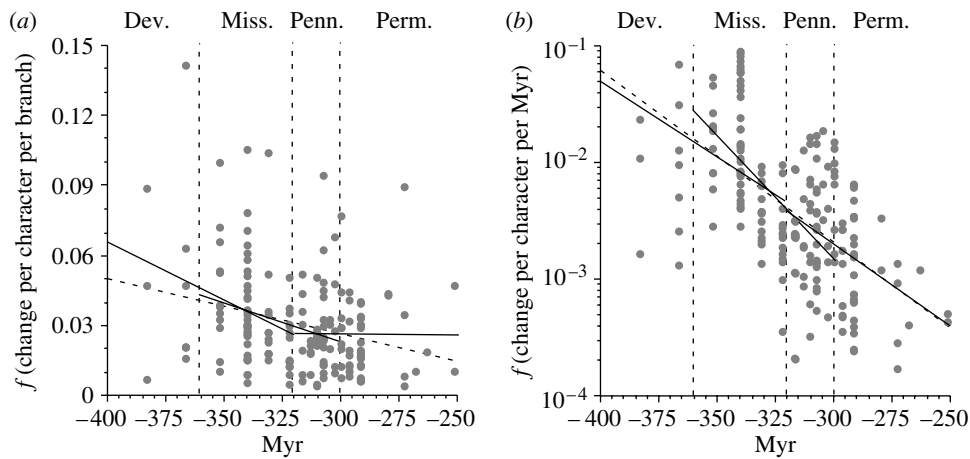 (a) Dev. Miss. Penn. Perm.
0.15
0.12
0.09
0.06
0.03
0
f (change per character per branch)
−400 −375 −350 −325 −300 −275 −250
Myr
(b) Dev. Miss. Penn. Perm.
10−1
10−2
10−3
10−4
f (change per character per Myr)
−400 −375 −350 −325 −300 −275 −250
Myr